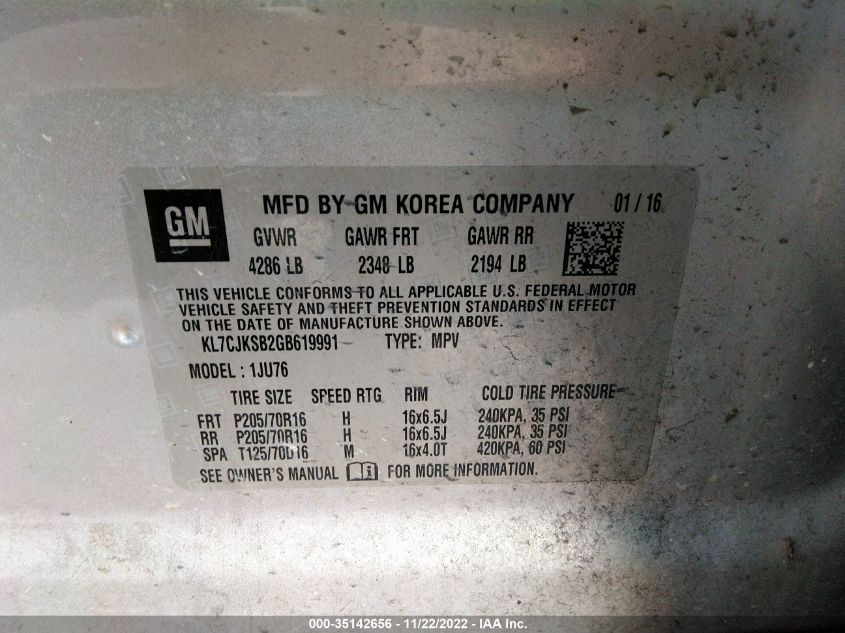 GM
MFD BY GM KOREA COMPANY 01/16
GVWR GAWR FRT GAWR RR
4286 LB 2348 LB 2194 LB
THIS VEHICLE CONFORMS TO ALL APPLICABLE U.S. FEDERAL MOTOR
VEHICLE SAFETY AND THEFT PREVENTION STANDARDS IN EFFECT
ON THE DATE OF MANUFACTURE SHOWN ABOVE.
KL7CJKSB2GB619991 TYPE: MPV
MODEL : 1JU76
TIRE SIZE SPEED RTG RIM COLD TIRE PRESSURE
FRT P205/70R16 H 16x6.5J 240KPA, 35 PSI
RR P205/70R16 H 16x6.5J 240KPA, 35 PSI
SPA T125/70D16 M 16x4.0T 420KPA, 60 PSI
SEE OWNER'S MANUAL FOR MORE INFORMATION.
000-35142656 - 11/22/2022 - IAA Inc.